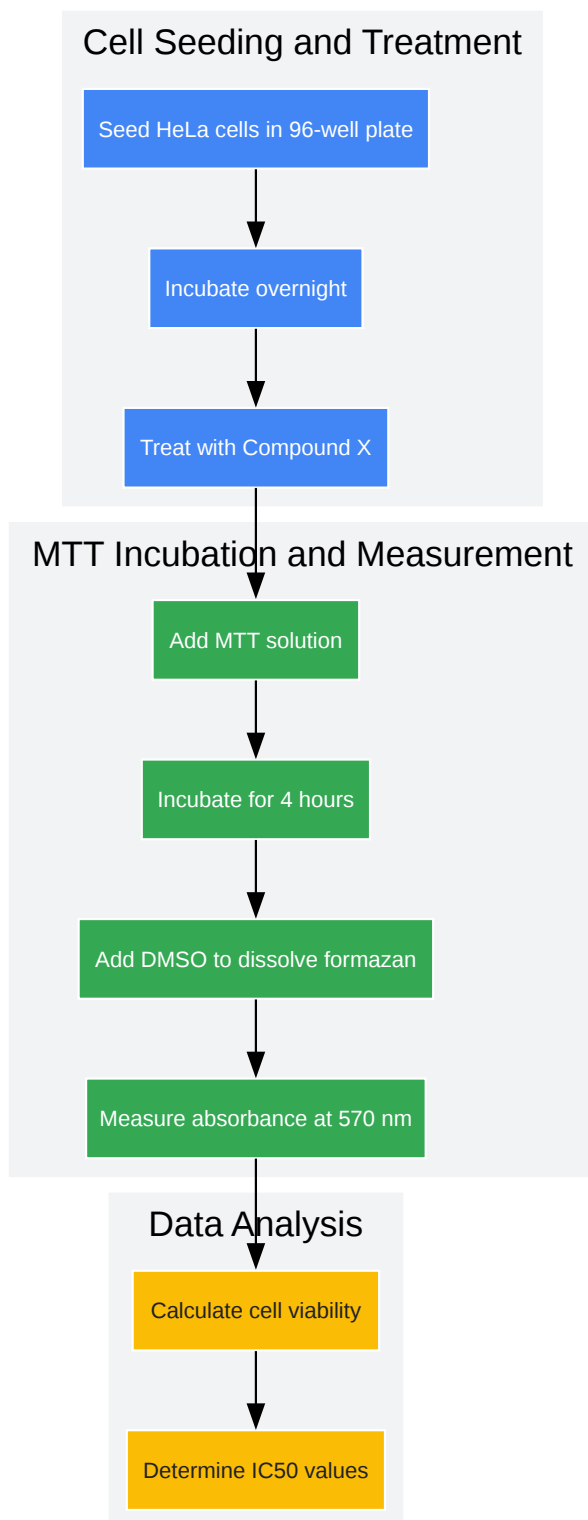 Cell Seeding and Treatment
Seed HeLa cells in 96-well plate
Incubate overnight
Treat with Compound X
MTT Incubation and Measurement
Add MTT solution
Incubate for 4 hours
Add DMSO to dissolve formazan
Measure absorbance at 570 nm
Data Analysis
Calculate cell viability
Determine IC50 values